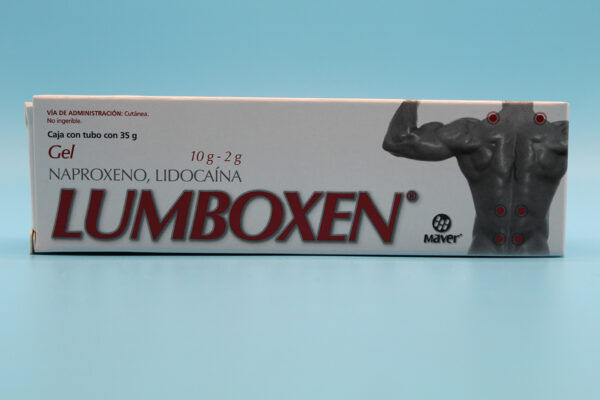 VÍA DE ADMINISTRACIÓN: Cutánea.
No ingerible.
Caja con tubo con 35 g
Gel 10 g - 2 g
NAPROXENO, LIDOCAÍNA
LUMBOXEN®
Maver®